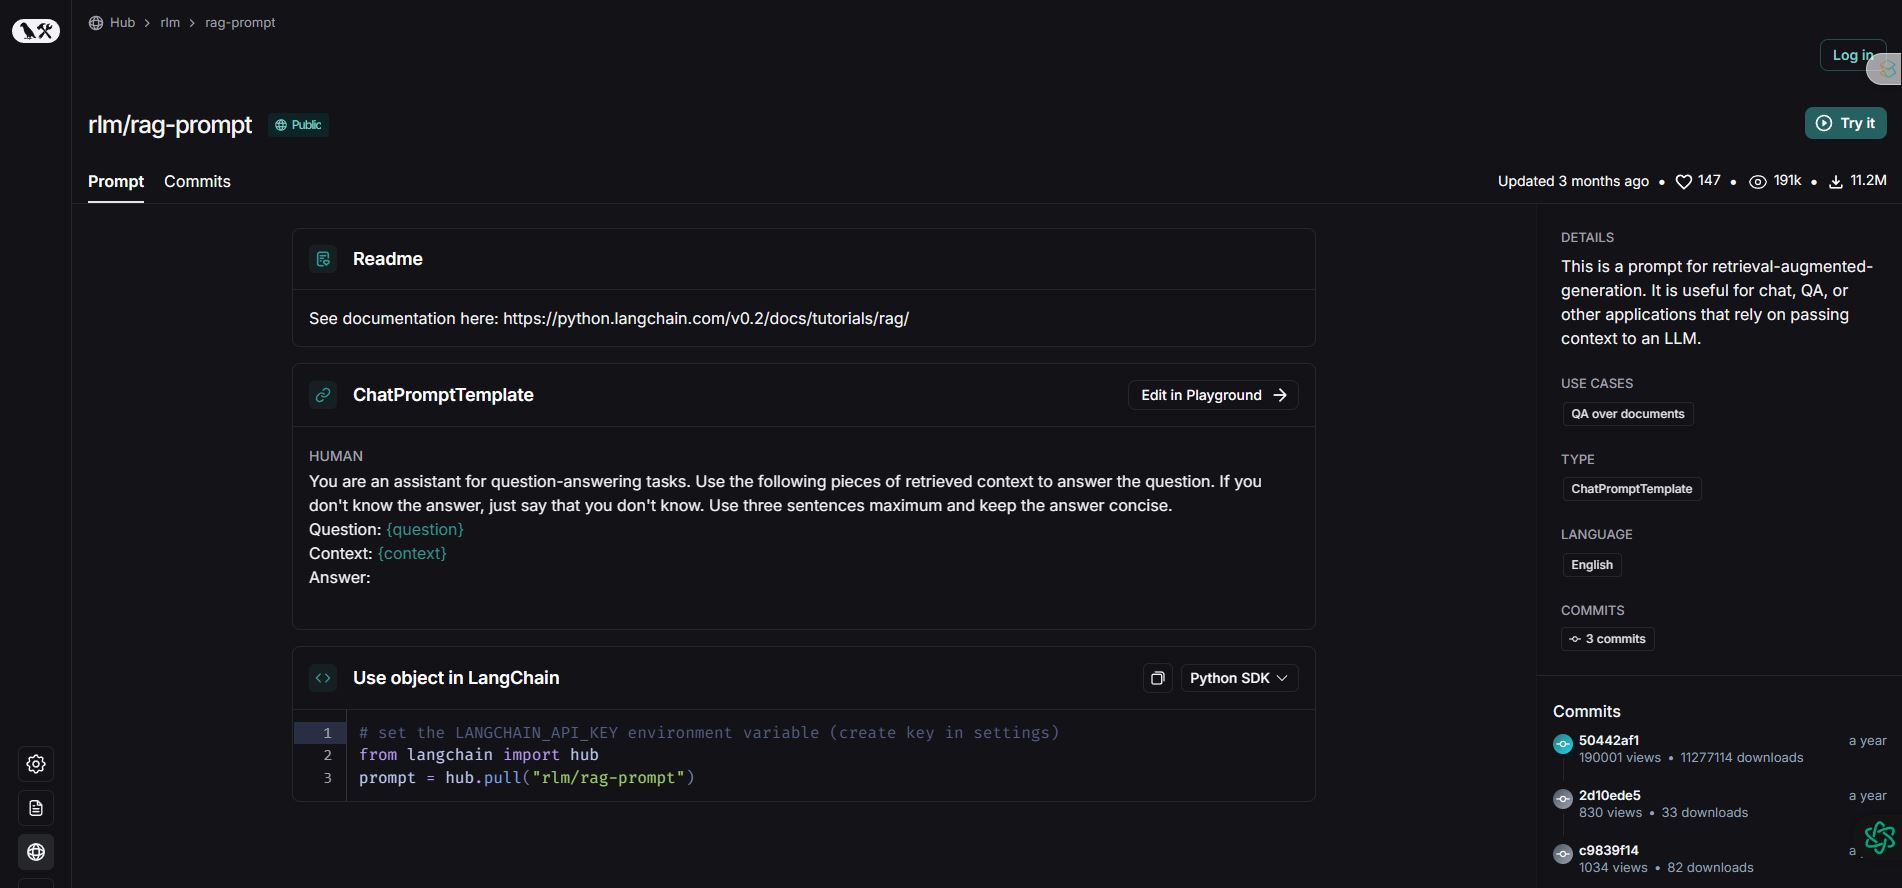 Hub > rlm > rag-prompt
Log in
rlm/rag-prompt Public
Try it
Prompt Commits
Updated 3 months ago • 147 • 191k • 11.2M
Readme
See documentation here: https://python.langchain.com/v0.2/docs/tutorials/rag/
ChatPromptTemplate
Edit in Playground
HUMAN
You are an assistant for question-answering tasks. Use the following pieces of retrieved context to answer the question. If you
don't know the answer, just say that you don't know. Use three sentences maximum and keep the answer concise.
Question: {question}
Context: {context}
Answer:
Use object in LangChain
Python SDK
1 # set the LANGCHAIN_API_KEY environment variable (create key in settings)
2 from langchain import hub
3 prompt = hub.pull("rlm/rag-prompt")
DETAILS
This is a prompt for retrieval-augmented-
generation. It is useful for chat, QA, or
other applications that rely on passing
context to an LLM.
USE CASES
QA over documents
TYPE
ChatPromptTemplate
LANGUAGE
English
COMMITS
3 commits
Commits
50442af1 a year
190001 views • 11277114 downloads
2d10ede5 a year
830 views • 33 downloads
c9839f14 a
1034 views • 82 downloads